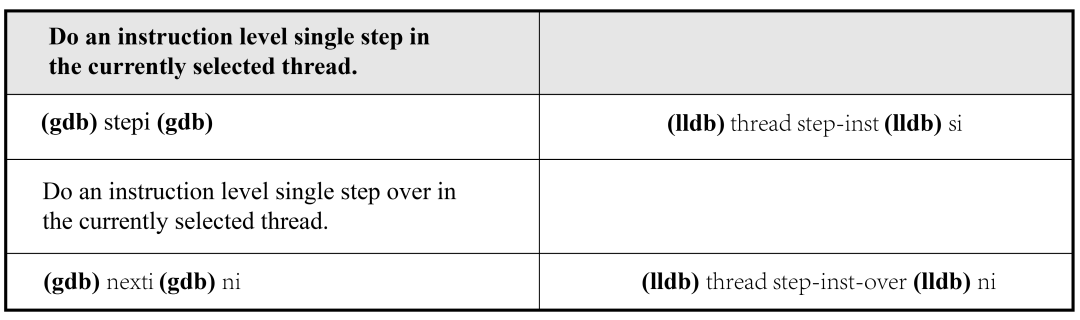 Do an instruction level single step in
the currently selected thread.
(gdb) stepi (gdb)
(lldb) thread step-inst (lldb) si
Do an instruction level single step over in
the currently selected thread.
(gdb) nexti (gdb) ni
(lldb) thread step-inst-over (lldb) ni